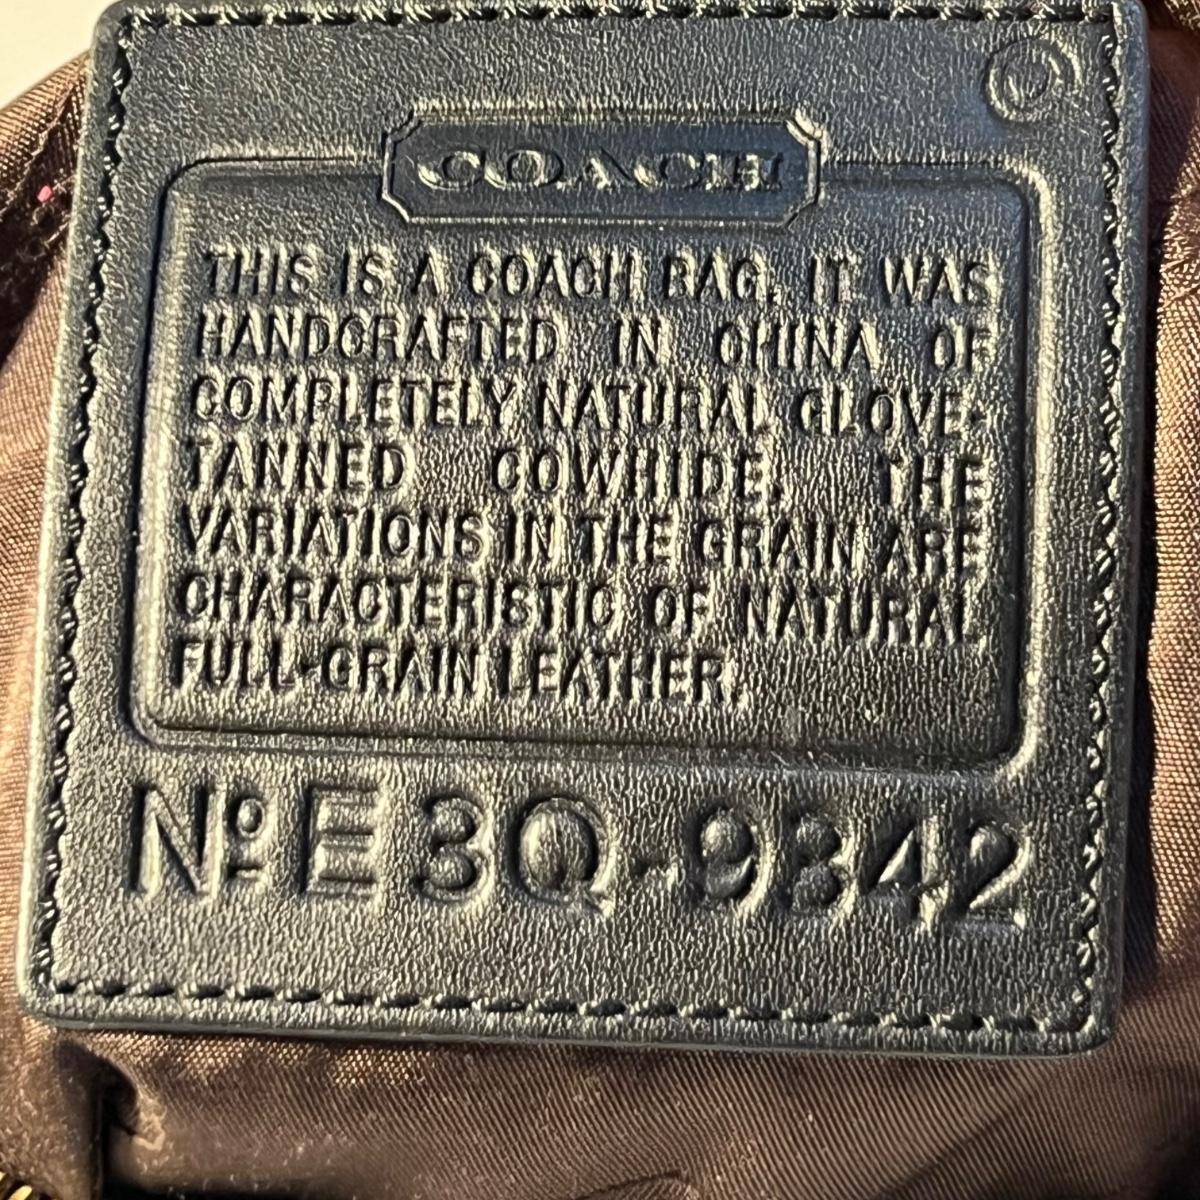 COACH
THIS IS A COACH BAG. IT WAS
HANDCRAFTED IN CHINA OF
COMPLETELY NATURAL GLOVE-
TANNED COWHIDE. THE
VARIATIONS IN THE GRAIN ARE
CHARACTERISTIC OF NATURAL
FULL-GRAIN LEATHER.
Nº E3Q-9342